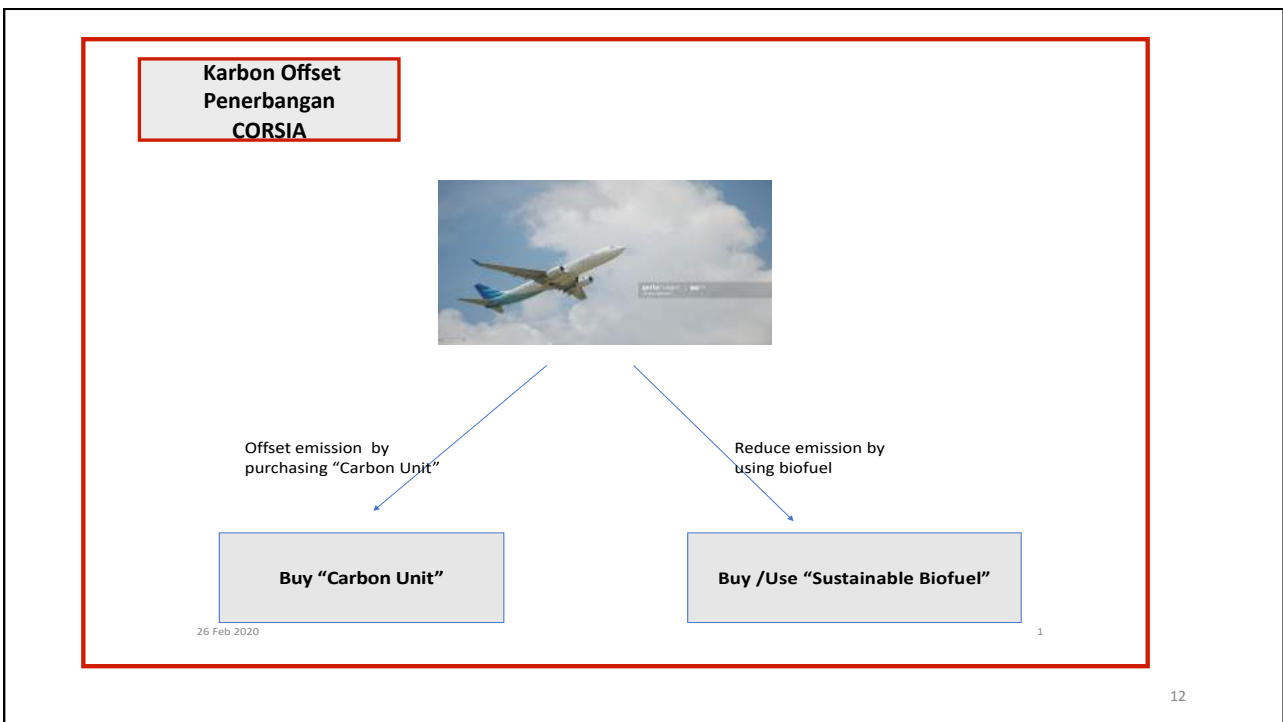 Karbon Offset
Penerbangan
CORSIA
gettyimages
Offset emission by
purchasing “Carbon Unit”
Reduce emission by
using biofuel
Buy “Carbon Unit”
Buy /Use “Sustainable Biofuel”
26 Feb 2020
1
12